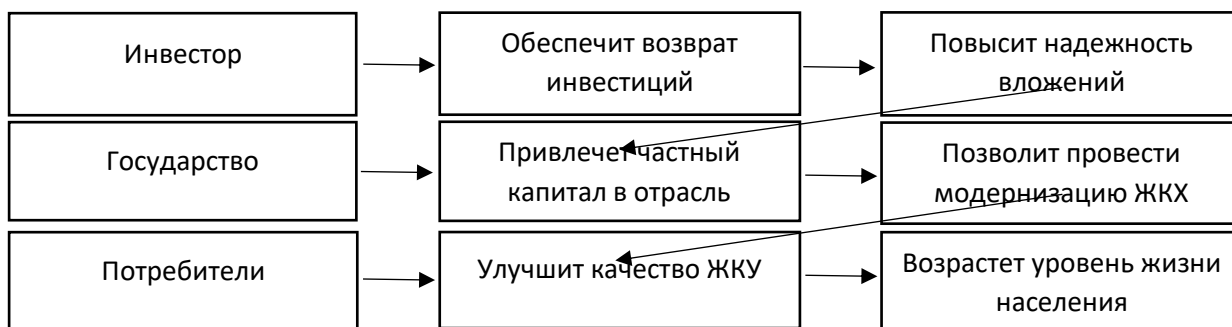 Инвестор
Обеспечит возврат
инвестиций
Повысит надежность
вложений
Государство
Привлечет частный
капитал в отрасль
Позволит провести
модернизацию ЖКХ
Потребители
Улучшит качество ЖКУ
Возрастет уровень жизни
населения